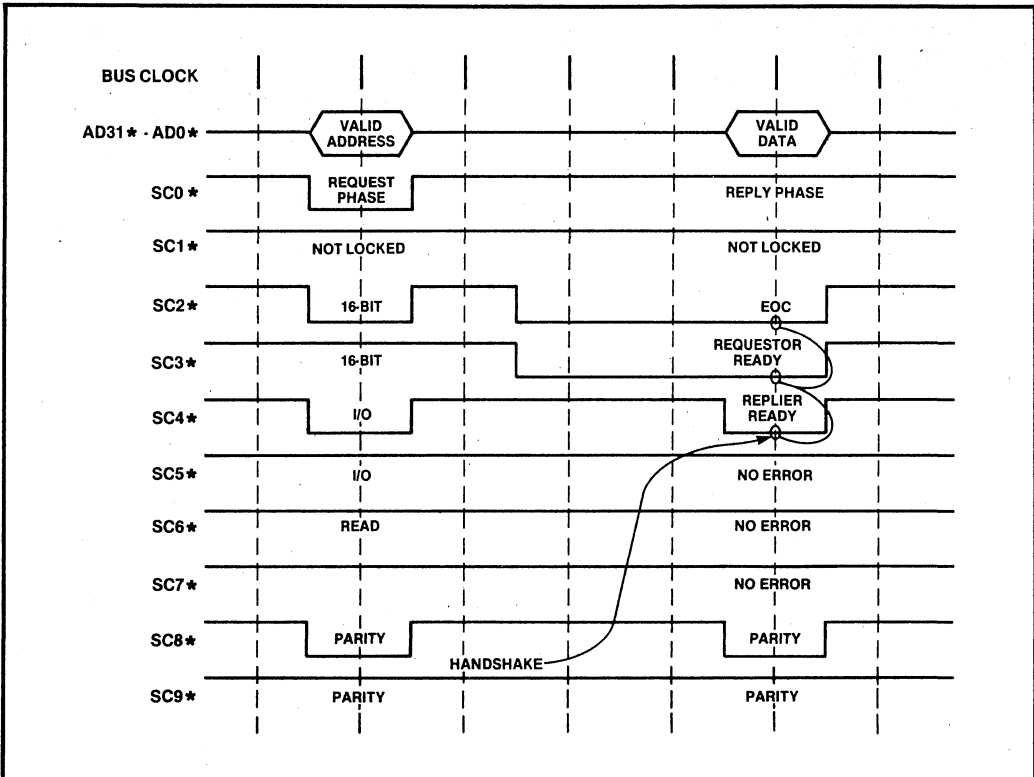 BUS CLOCK
AD31* - AD0*
VALID
ADDRESS
VALID
DATA
SC0*
REQUEST
PHASE
REPLY PHASE
SC1*
NOT LOCKED
NOT LOCKED
SC2*
16-BIT
EOC
SC3*
16-BIT
REQUESTOR
READY
SC4*
I/O
REPLIER
READY
SC5*
I/O
NO ERROR
SC6*
READ
NO ERROR
SC7*
NO ERROR
SC8*
PARITY
PARITY
HANDSHAKE
SC9*
PARITY
PARITY